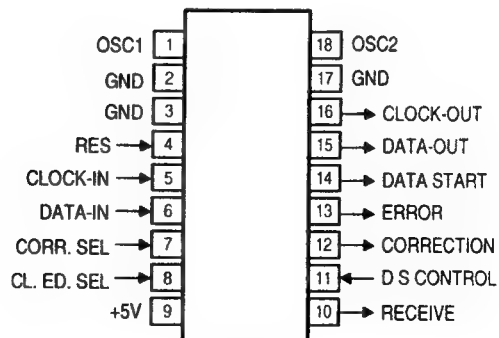 OSC1 1 18 OSC2
GND 2 17 GND
GND 3 16 CLOCK-OUT
RES 4 15 DATA-OUT
CLOCK-IN 5 14 DATA START
DATA-IN 6 13 ERROR
CORR. SEL 7 12 CORRECTION
CL. ED. SEL 8 11 D S CONTROL
+5V 9 10 RECEIVE